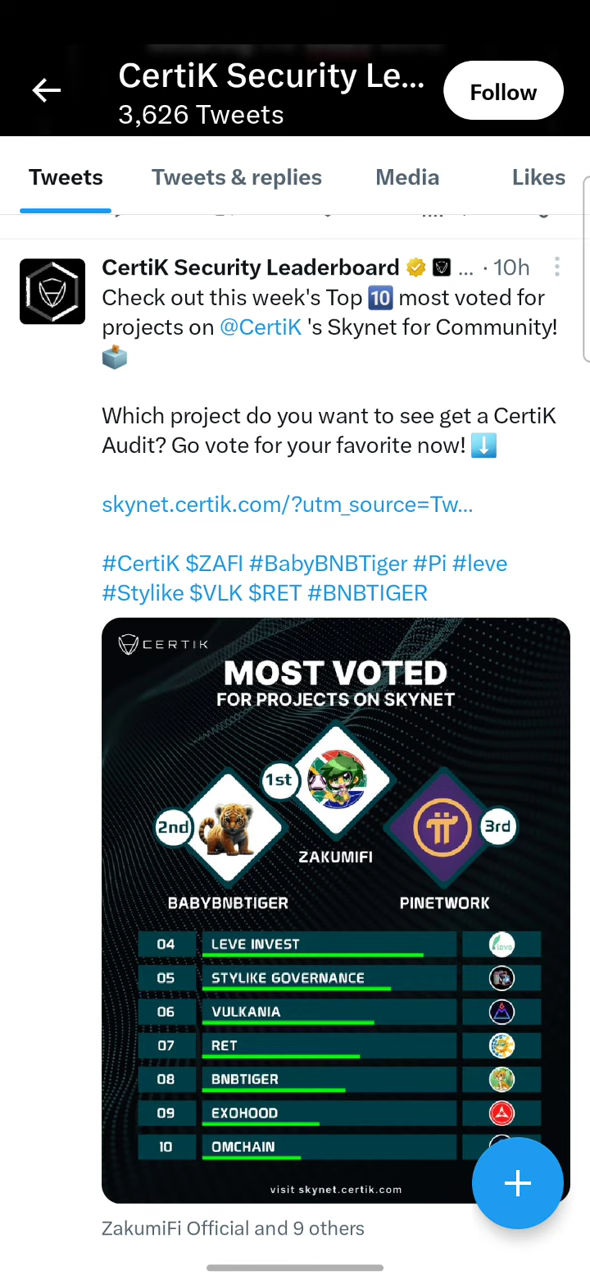 CertiK Security Le...
3,626 Tweets
Follow
Tweets
Tweets & replies
Media
Likes
CertiK Security Leaderboard ... · 10h
Check out this week's Top 🔟 most voted for
projects on @CertiK 's Skynet for Community!
🗳️
Which project do you want to see get a CertiK
Audit? Go vote for your favorite now! ⬇️
skynet.certik.com/?utm_source=Tw...
#CertiK $ZAFI #BabyBNBTiger #Pi #leve
#Stylike $VLK $RET #BNBTIGER
CERTIK
MOST VOTED
FOR PROJECTS ON SKYNET
1st
ZAKUMIFI
2nd
BABYBNBTIGER
3rd
PINETWORK
04 LEVE INVEST leve
05 STYLIKE GOVERNANCE
06 VULKANIA
07 RET
08 BNBTIGER
09 EXOHOOD
10 OMCHAIN
visit skynet.certik.com
ZakumiFi Official and 9 others